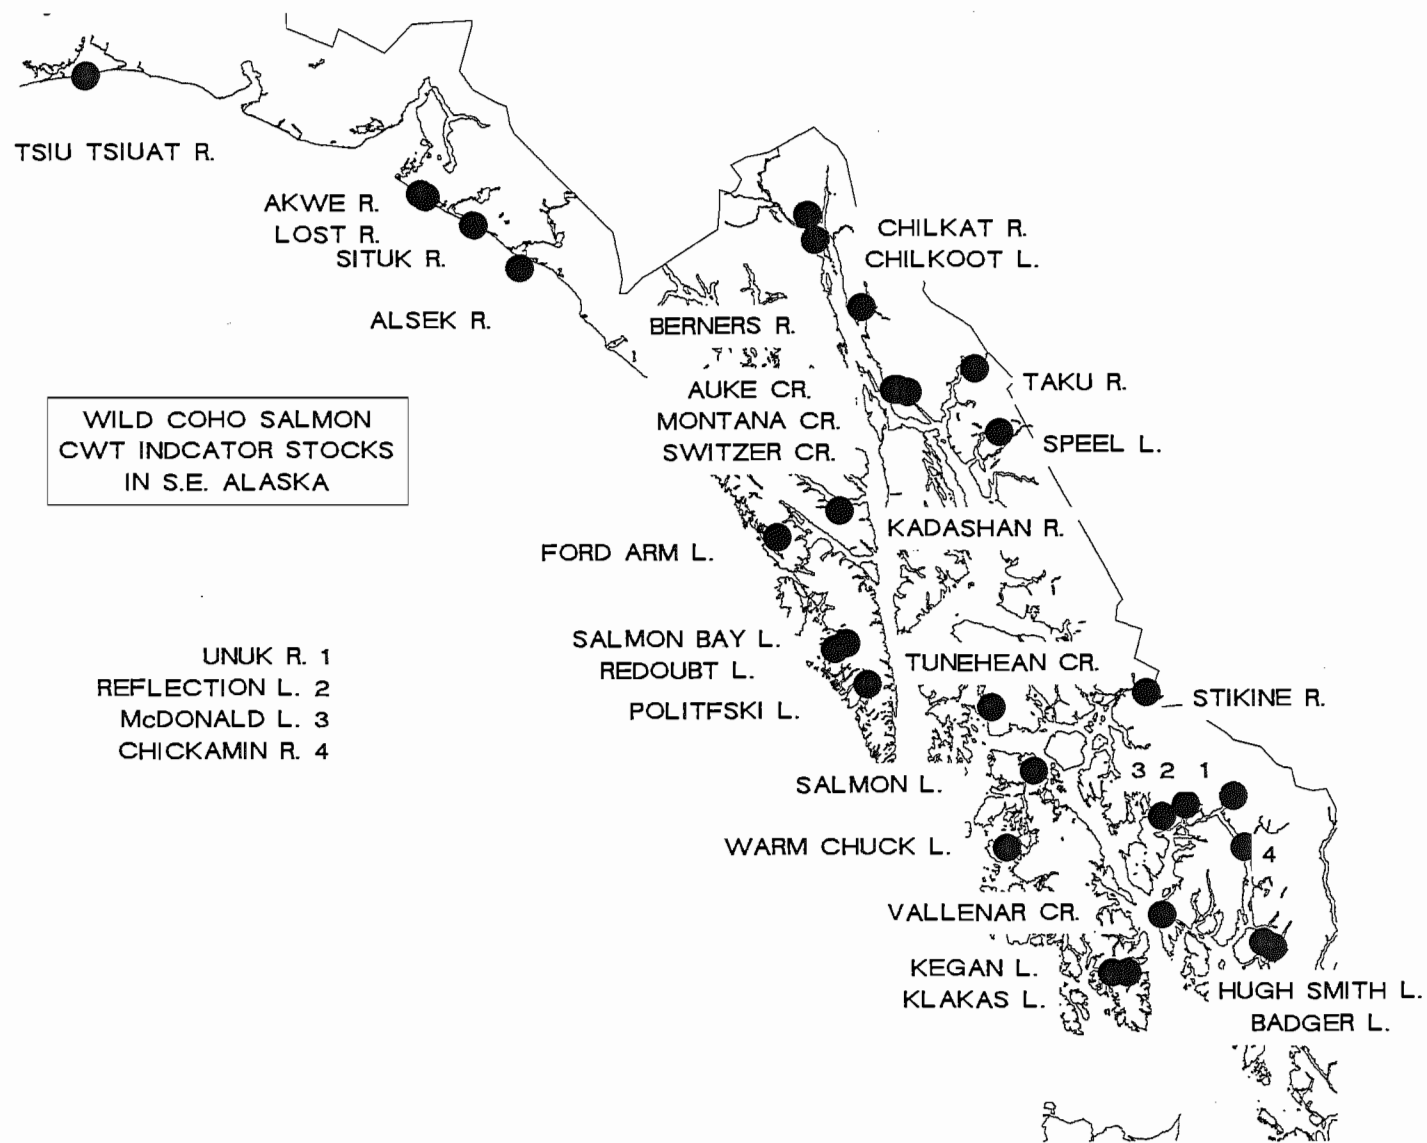 TSIU TSIUAT R.
AKWE R.
LOST R.
SITUK R.
ALSEK R.
CHILKAT R.
CHILKOOT L.
BERNERS R.
AUKE CR.
MONTANA CR.
SWITZER CR.
TAKU R.
SPEEL L.
WILD COHO SALMON
CWT INDCATOR STOCKS
IN S.E. ALASKA
KADASHAN R.
FORD ARM L.
SALMON BAY L.
REDOUBT L.
POLITFSKI L.
TUNEHEAN CR.
STIKINE R.
UNUK R. 1
REFLECTION L. 2
McDONALD L. 3
CHICKAMIN R. 4
SALMON L.
3 2 1
WARM CHUCK L.
4
VALLENAR CR.
KEGAN L.
KLAKAS L.
HUGH SMITH L.
BADGER L.